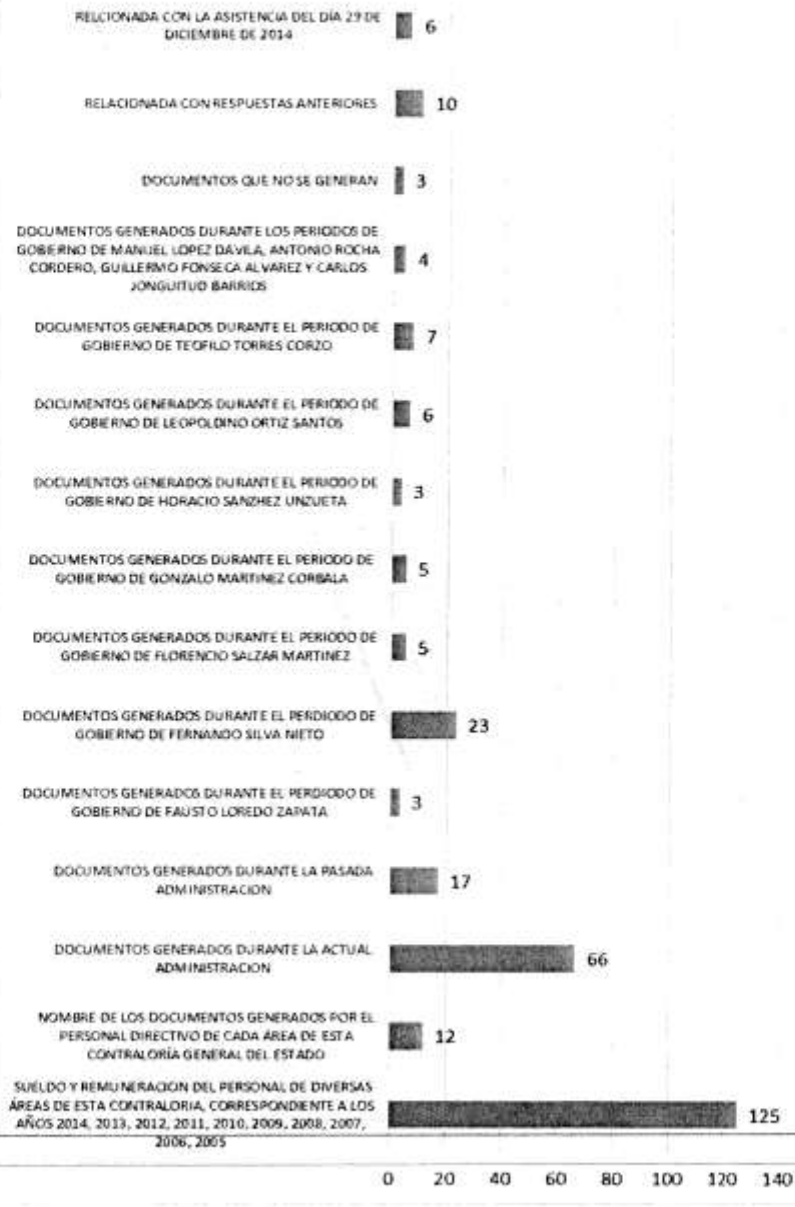 RELCIONADA CON LA ASISTENCIA DEL DÍA 29 DE
DICIEMBRE DE 2014
6
RELACIONADA CON RESPUESTAS ANTERIORES
10
DOCUMENTOS QUE NO SE GENERAN
3
DOCUMENTOS GENERADOS DURANTE LOS PERIODOS DE
GOBIERNO DE MANUEL LOPEZ DAVILA, ANTONIO ROCHA
CORDERO, GUILLERMO FONSECA ALVAREZ Y CARLOS
JONGUITUD BARRIOS
4
DOCUMENTOS GENERADOS DURANTE EL PERIODO DE
GOBIERNO DE TEOFILO TORRES CORZO
7
DOCUMENTOS GENERADOS DURANTE EL PERIODO DE
GOBIERNO DE LEOPOLDINO ORTIZ SANTOS
6
DOCUMENTOS GENERADOS DURANTE EL PERIODO DE
GOBIERNO DE HORACIO SANZHEZ UNZUETA
3
DOCUMENTOS GENERADOS DURANTE EL PERIODO DE
GOBIERNO DE GONZALO MARTINEZ CORBALA
5
DOCUMENTOS GENERADOS DURANTE EL PERIODO DE
GOBIERNO DE FLORENCIO SALZAR MARTINEZ
5
DOCUMENTOS GENERADOS DURANTE EL PERDIODO DE
GOBIERNO DE FERNANDO SILVA NIETO
23
DOCUMENTOS GENERADOS DURANTE EL PERDIODO DE
GOBIERNO DE FAUSTO LOREDO ZAPATA
3
DOCUMENTOS GENERADOS DURANTE LA PASADA
ADMINISTRACION
17
DOCUMENTOS GENERADOS DURANTE LA ACTUAL
ADMINISTRACION
66
NOMBRE DE LOS DOCUMENTOS GENERADOS POR EL
PERSONAL DIRECTIVO DE CADA ÁREA DE ESTA
CONTRALORÍA GENERAL DEL ESTADO
12
SUELDO Y REMUNERACION DEL PERSONAL DE DIVERSAS
ÁREAS DE ESTA CONTRALORIA, CORRESPONDIENTE A LOS
AÑOS 2014, 2013, 2012, 2011, 2010, 2009, 2008, 2007,
2006, 2005
125
0 20 40 60 80 100 120 140